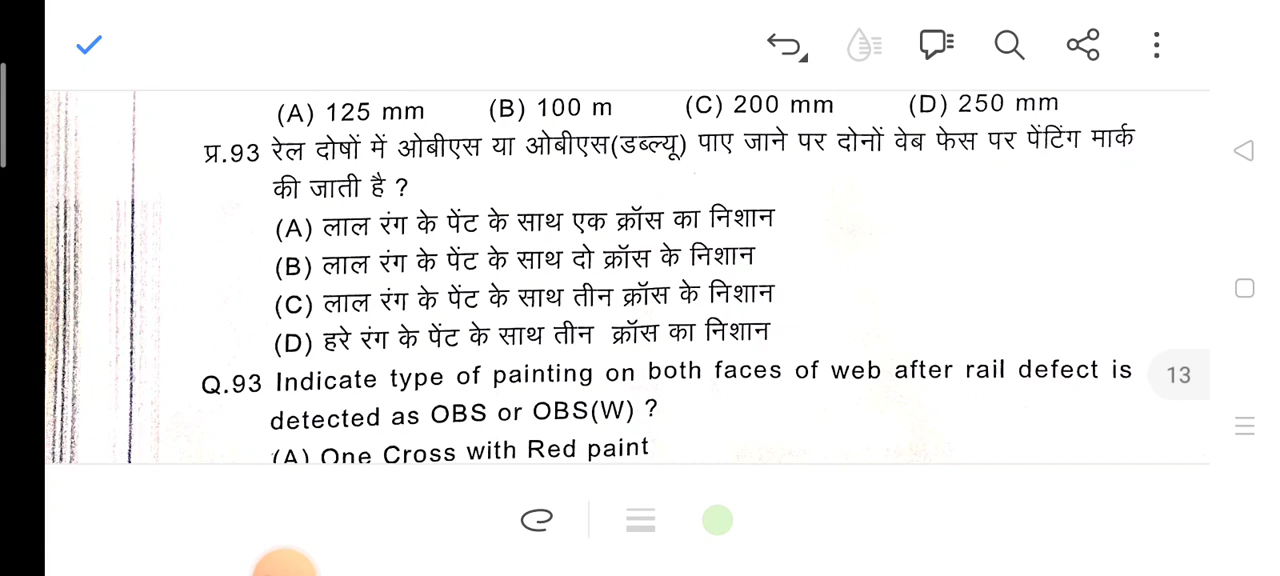 (A) 125 mm (B) 100 m (C) 200 mm (D) 250 mm
प्र.93 रेल दोषों में ओबीएस या ओबीएस(डब्ल्यू) पाए जाने पर दोनों वेब फेस पर पेंटिंग मार्क
की जाती है ?
(A) लाल रंग के पेंट के साथ एक क्रॉस का निशान
(B) लाल रंग के पेंट के साथ दो क्रॉस के निशान
(C) लाल रंग के पेंट के साथ तीन क्रॉस के निशान
(D) हरे रंग के पेंट के साथ तीन क्रॉस का निशान
Q.93 Indicate type of painting on both faces of web after rail defect is
13
detected as OBS or OBS(W) ?
(A) One Cross with Red paint